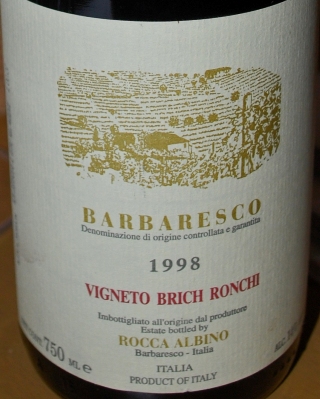 BARBARESCO
Denominazione di origine controllata e garantita
1998
VIGNETO BRICH RONCHI
Imbottigliato all'origine dal produttore
Estate bottled by
ROCCA ALBINO
Barbaresco - Italia
750 ML e
ITALIA
PRODUCT OF ITALY